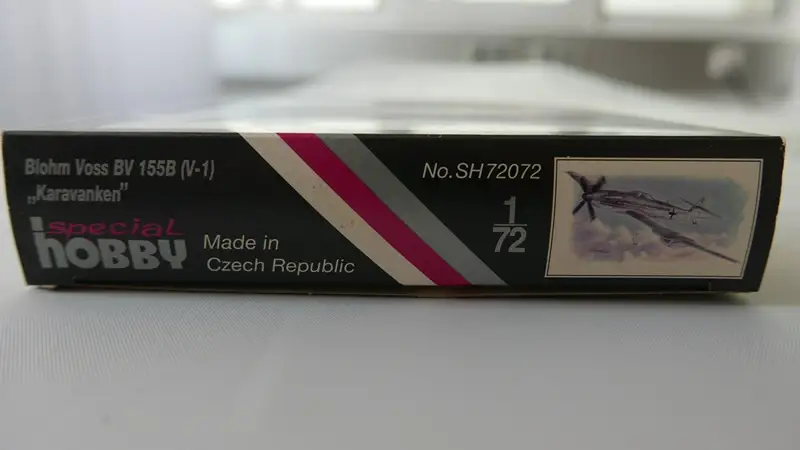 Blohm Voss BV 155B (V-1)
„Karavanken"
special
hOBBY
Made in
Czech Republic
No.SH72072
1
72